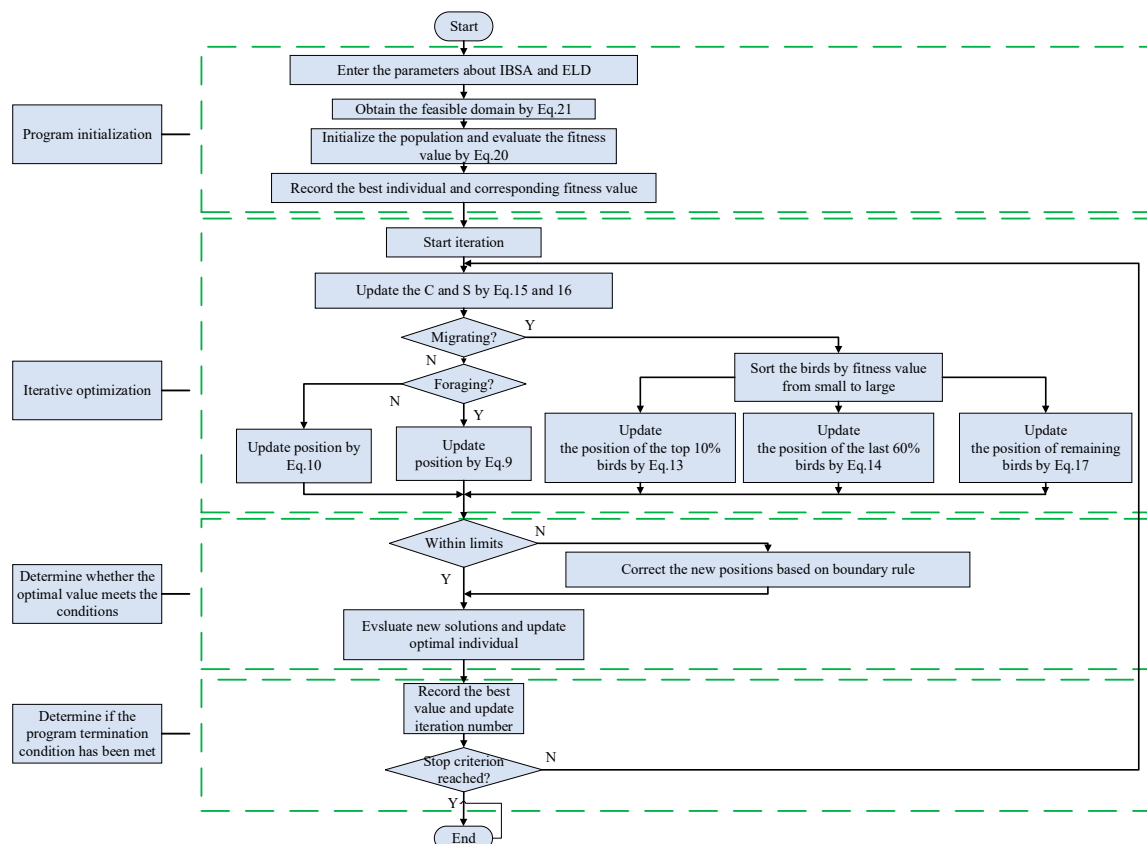 Start
Enter the parameters about IBSA and ELD
Obtain the feasible domain by Eq.21
Program initialization
Initialize the population and evaluate the fitness
value by Eq.20
Record the best individual and corresponding fitness value
Start iteration
Update the C and S by Eq.15 and 16
Migrating?
Y
N
Iterative optimization
Foraging?
N
Y
Sort the birds by fitness value
from small to large
Update position by
Eq.10
Update
position by Eq.9
Update
the position of the top 10%
birds by Eq.13
Update
the position of the last 60%
birds by Eq.14
Update
the position of remaining
birds by Eq.17
Within limits
N
Y
Correct the new positions based on boundary rule
Determine whether the
optimal value meets the
conditions
Evsluate new solutions and update
optimal individual
Record the best
value and update
iteration number
Determine if the
program termination
condition has been met
Stop criterion
reached?
N
Y
End